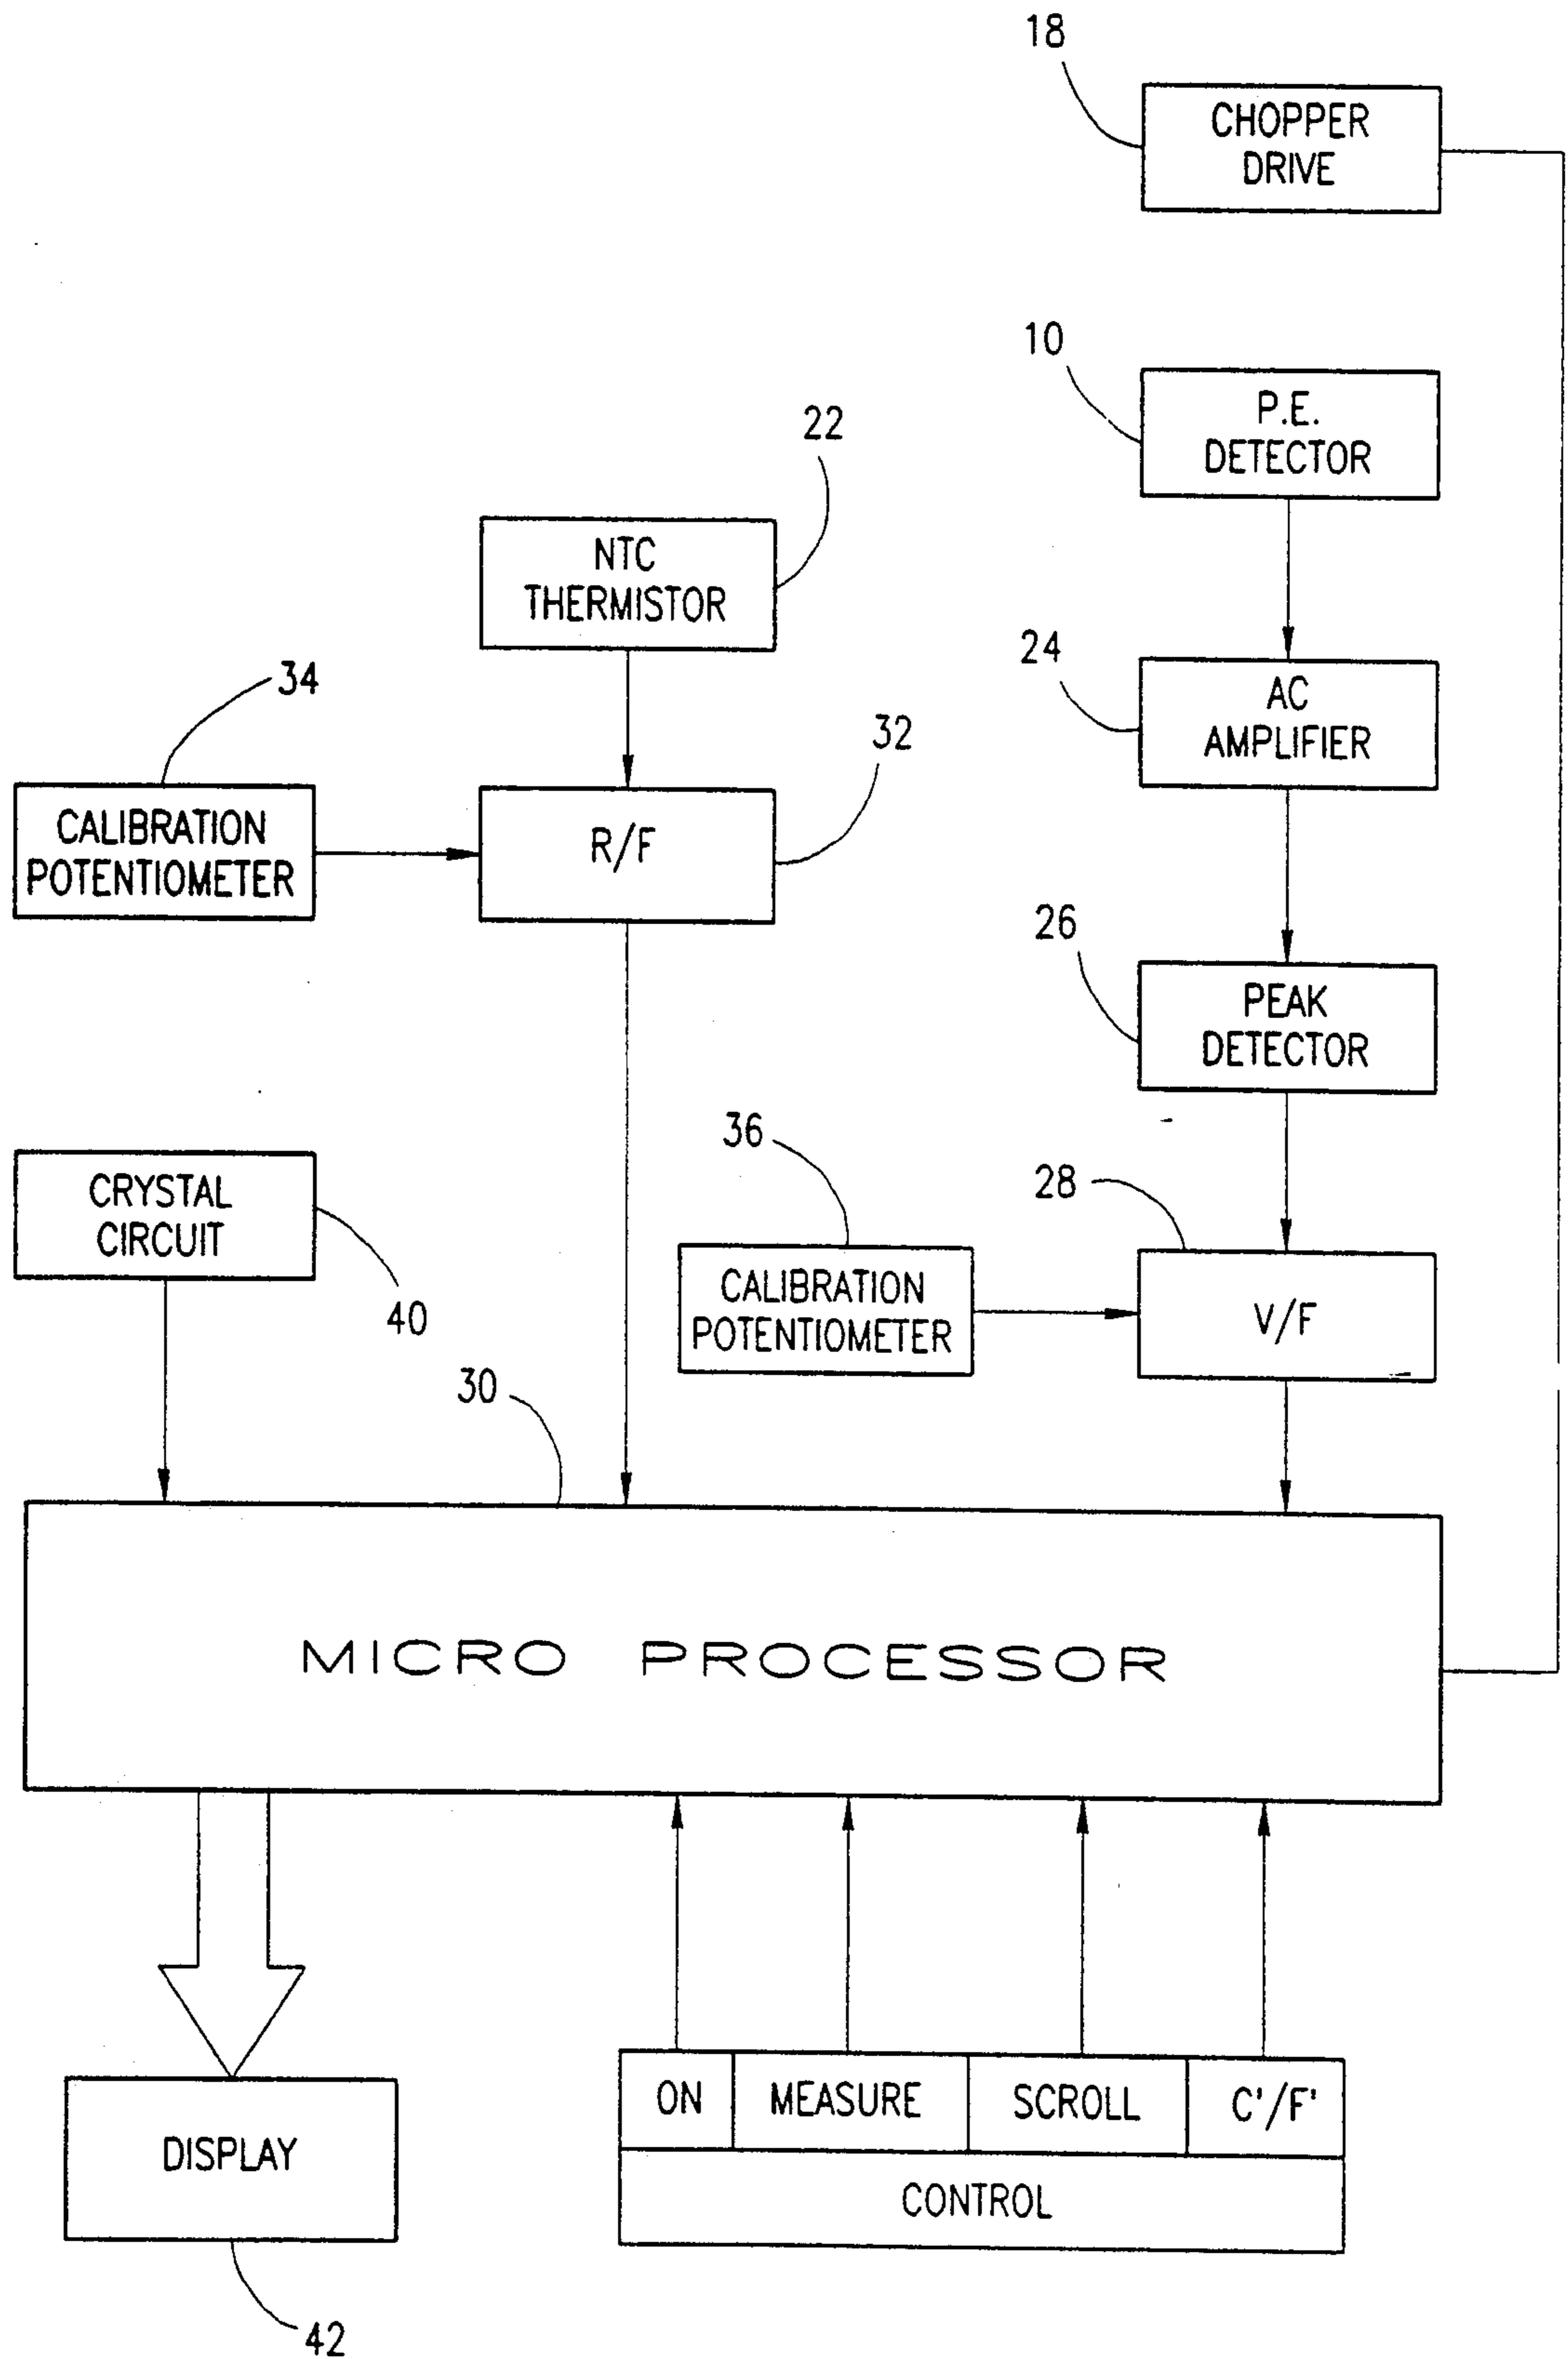 18
CHOPPER
DRIVE
10
P.E.
DETECTOR
22
NTC
THERMISTOR
24
AC
AMPLIFIER
34
32
CALIBRATION
POTENTIOMETER
R/F
26
PEAK
DETECTOR
36
28
CRYSTAL
CIRCUIT
40
CALIBRATION
POTENTIOMETER
V/F
30
MICRO PROCESSOR
ON
MEASURE
SCROLL
C'/F'
DISPLAY
CONTROL
42